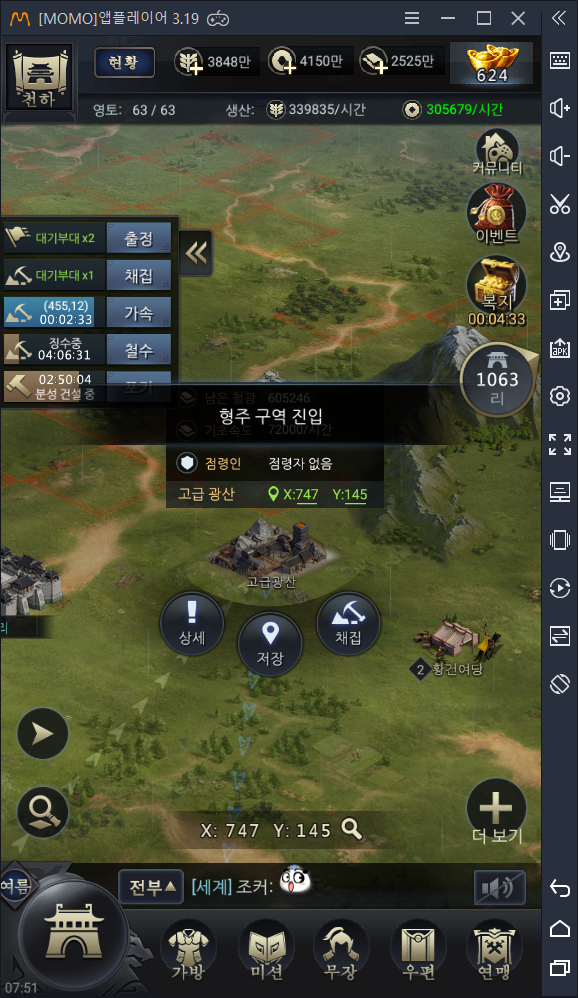 [MOMO]앱플레이어 3.19
현황
3848만
4150만
2525만
624
천하
영토: 63 / 63
생산:
339835/시간
305679/시간
커뮤니티
대기부대 x2
출정
이벤트
대기부대 x1
채집
(455,12)
00:02:33
가속
복지
00:04:33
징수중
04:06:31
철수
02:50:04
분성 건설 중
포기
1063
리
남은 철광 605246
형주 구역 진입
기초속도 72000/시간
점령인 점령자 없음
고급 광산 X:747 Y:145
고급광산
상세
저장
채집
리
2 황건여당
더 보기
X: 747 Y: 145
여름
전부
[세계] 조커:
가방
미션
무장
우편
연맹
07:51
APK